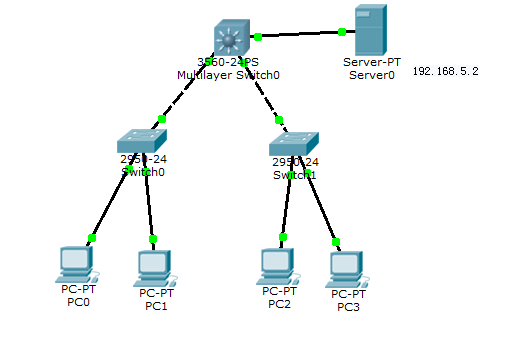 3560-24PS
Multilayer Switch0
Server-PT
Server0
192.168.5.2
2950-24
Switch0
2950-24
Switch1
PC-PT
PC0
PC-PT
PC1
PC-PT
PC2
PC-PT
PC3